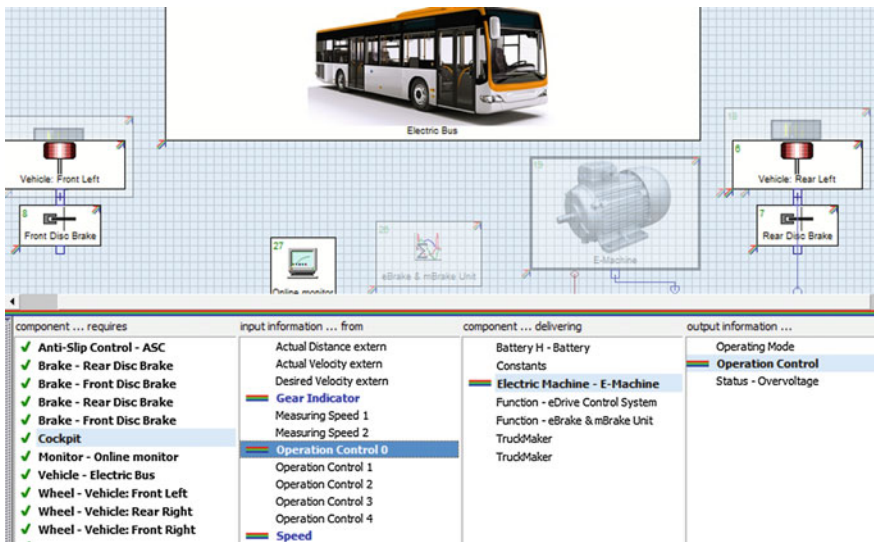 Electric Bus
10
6
Vehicle: Front Left
Vehicle: Rear Left
8
Front Disc Brake
7
Rear Disc Brake
27
Online monitor
eBrake & mBrake Unit
E-Machine
component ... requires
Anti-Slip Control - ASC
Brake - Rear Disc Brake
Brake - Front Disc Brake
Brake - Rear Disc Brake
Brake - Front Disc Brake
Cockpit
Monitor - Online monitor
Vehicle - Electric Bus
Wheel - Vehicle: Front Left
Wheel - Vehicle: Rear Right
Wheel - Vehicle: Front Right
input information ... from
Actual Distance extern
Actual Velocity extern
Desired Velocity extern
Gear Indicator
Measuring Speed 1
Measuring Speed 2
Operation Control 0
Operation Control 1
Operation Control 2
Operation Control 3
Operation Control 4
Speed
component ... delivering
Battery H - Battery
Constants
Electric Machine - E-Machine
Function - eDrive Control System
Function - eBrake & mBrake Unit
TruckMaker
TruckMaker
output information ...
Operating Mode
Operation Control
Status - Overvoltage